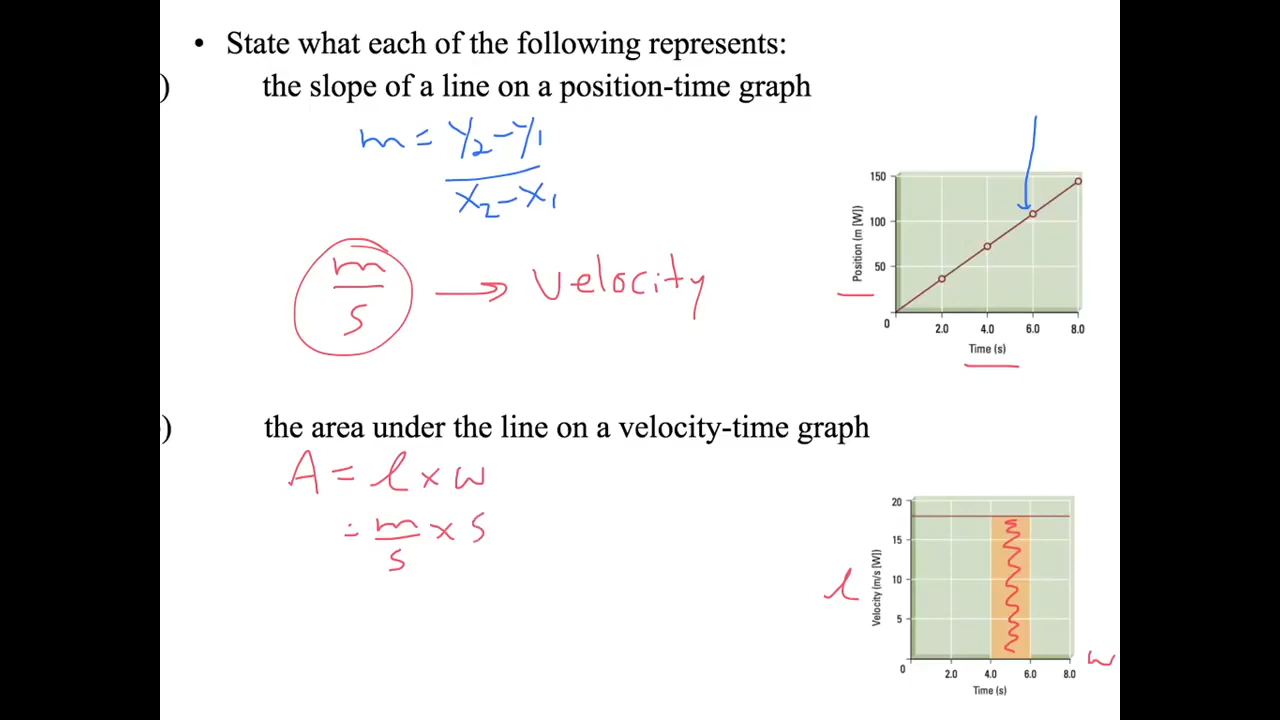 • State what each of the following represents:
) the slope of a line on a position-time graph
m = y2 - y1
x2 - x1
m
s → velocity
150
100
50
0
2.0 4.0 6.0 8.0
Position (m [W])
Time (s)
) the area under the line on a velocity-time graph
A = l x w
= m x s
s
20
15
10
5
0
2.0 4.0 6.0 8.0
Velocity (m/s [W])
Time (s)
l
w